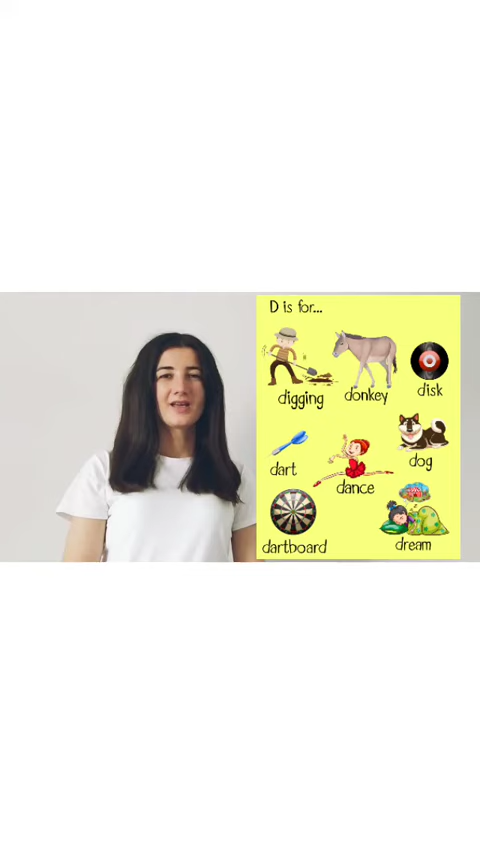 D is for...
digging donkey disk
dart dance dog
dartboard dream